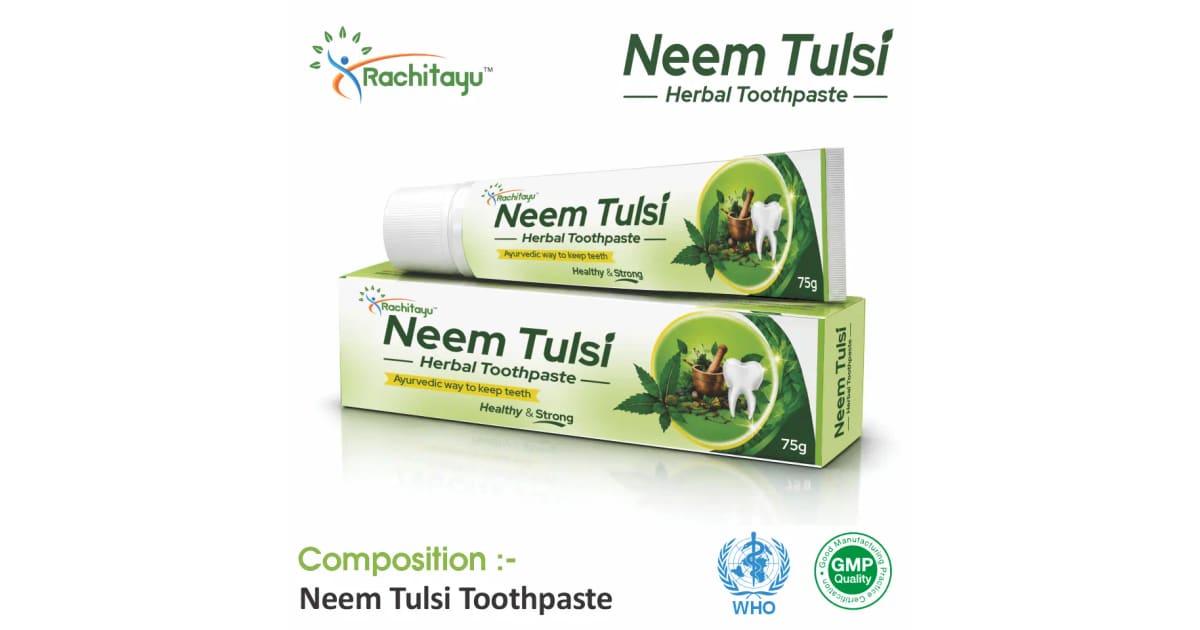 Rachitayu™
Neem Tulsi
Herbal Toothpaste
Rachitayu™
Neem Tulsi
Herbal Toothpaste
Ayurvedic way to keep teeth
Healthy & Strong
75g
Rachitayu™
Neem Tulsi
Herbal Toothpaste
Ayurvedic way to keep teeth
Healthy & Strong
75g
Neem Tulsi
Herbal Toothpaste
Composition :-
Neem Tulsi Toothpaste
WHO
Good Manufacturing Practice Certification
GMP
Quality